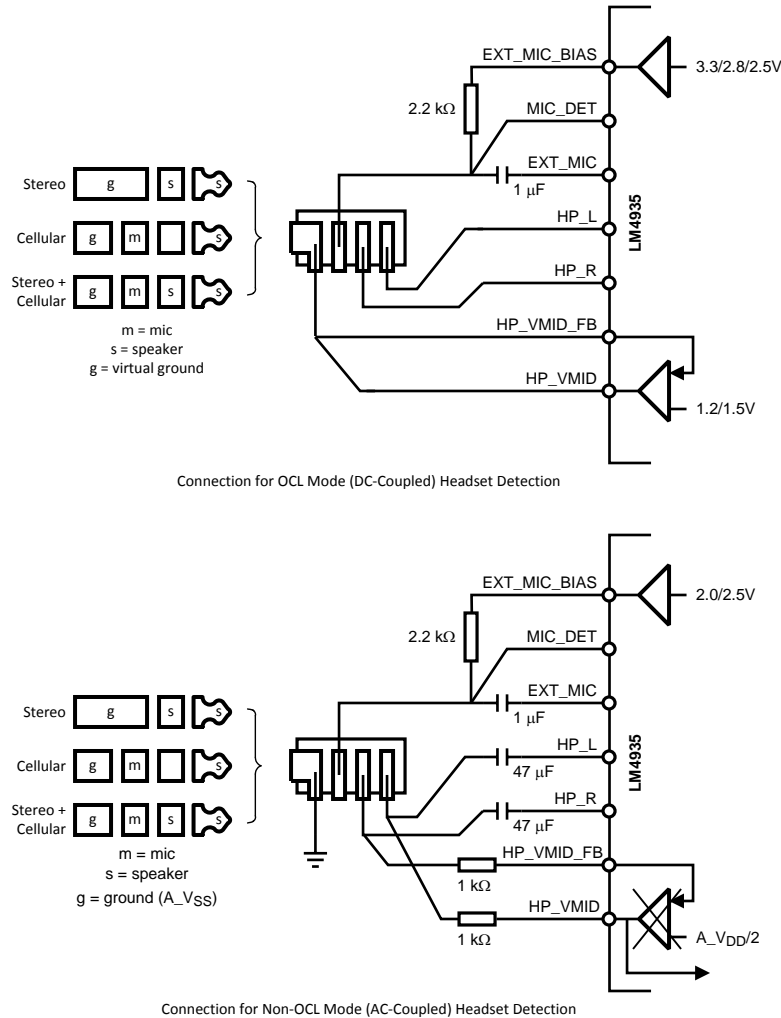 EXT_MIC_BIAS
3.3/2.8/2.5V
2.2 kΩ
MIC_DET
EXT_MIC
1 μF
Stereo
g
s
s
Cellular
g
m
s
Stereo +
Cellular
g
m
s
s
HP_L
LM4935
HP_R
m = mic
s = speaker
g = virtual ground
HP_VMID_FB
HP_VMID
1.2/1.5V
Connection for OCL Mode (DC-Coupled) Headset Detection
EXT_MIC_BIAS
2.0/2.5V
2.2 kΩ
MIC_DET
EXT_MIC
1 μF
Stereo
g
s
s
Cellular
g
m
s
Stereo +
Cellular
g
m
s
s
HP_L
47 μF
LM4935
HP_R
47 μF
m = mic
s = speaker
g = ground (A_VSS)
HP_VMID_FB
1 kΩ
HP_VMID
1 kΩ
A_VDD/2
Connection for Non-OCL Mode (AC-Coupled) Headset Detection